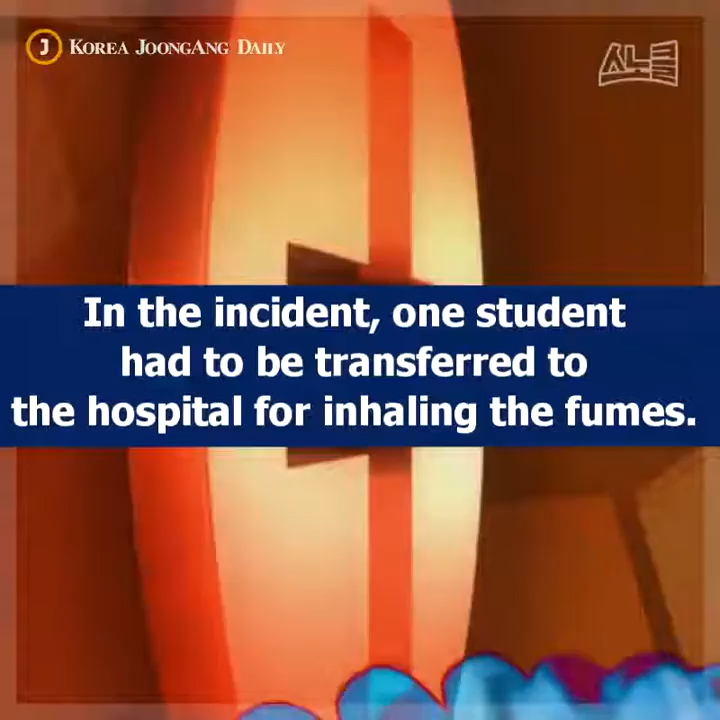 J Korea JoongAng Daily
In the incident, one student
had to be transferred to
the hospital for inhaling the fumes.